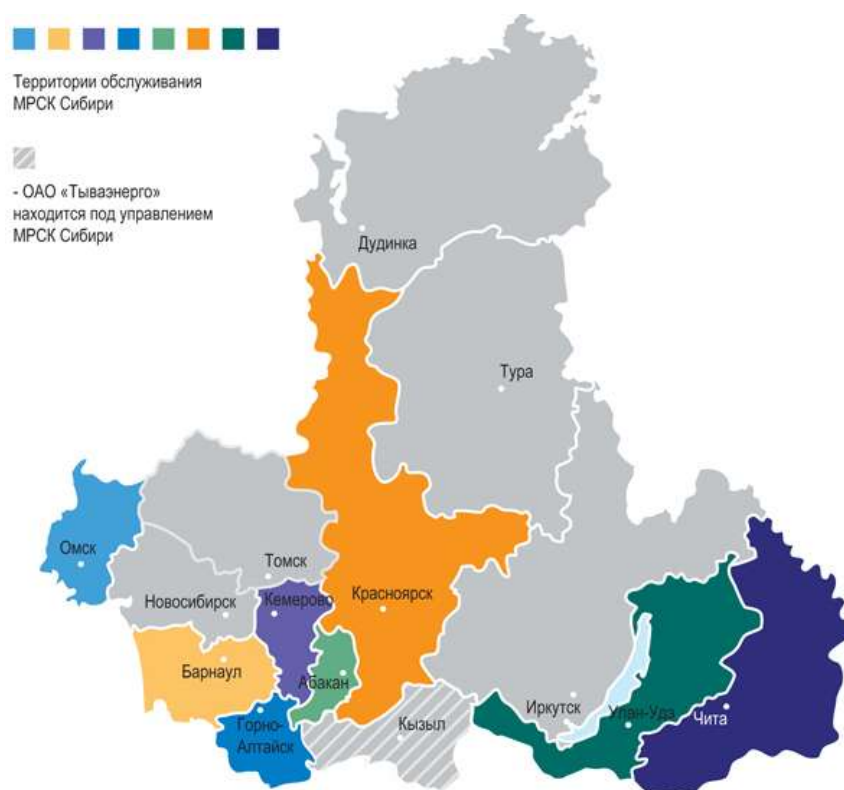 Территории обслуживания
МРСК Сибири
- ОАО «Тываэнерго»
находится под управлением
МРСК Сибири
Дудинка
Тура
Омск
Томск
Новосибирск
Кемерово
Красноярск
Барнаул
Абакан
Горно-
Алтайск
Кызыл
Иркутск
Улан-Удэ
Чита